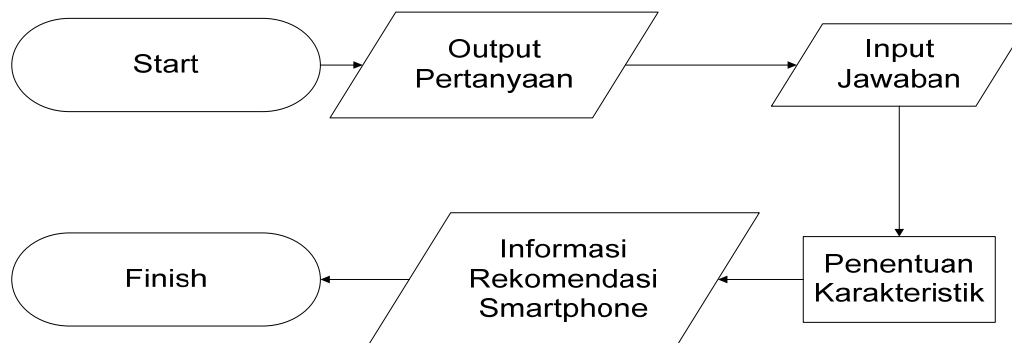 Start
Output
Pertanyaan
Input
Jawaban
Penentuan
Karakteristik
Informasi
Rekomendasi
Smartphone
Finish